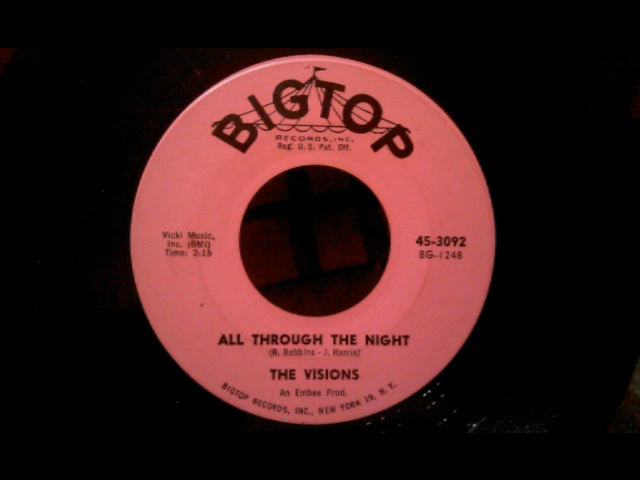 BIGTOP
RECORDS, INC.
Reg. U.S. Pat. Off.
Vicki Music,
Inc. (BMI)
Time: 2:15
45-3092
BG-1248
ALL THROUGH THE NIGHT
(R. Robbins - J. Harris)
THE VISIONS
An Embee Prod.
BIGTOP RECORDS, INC., NEW YORK 19, N. Y.